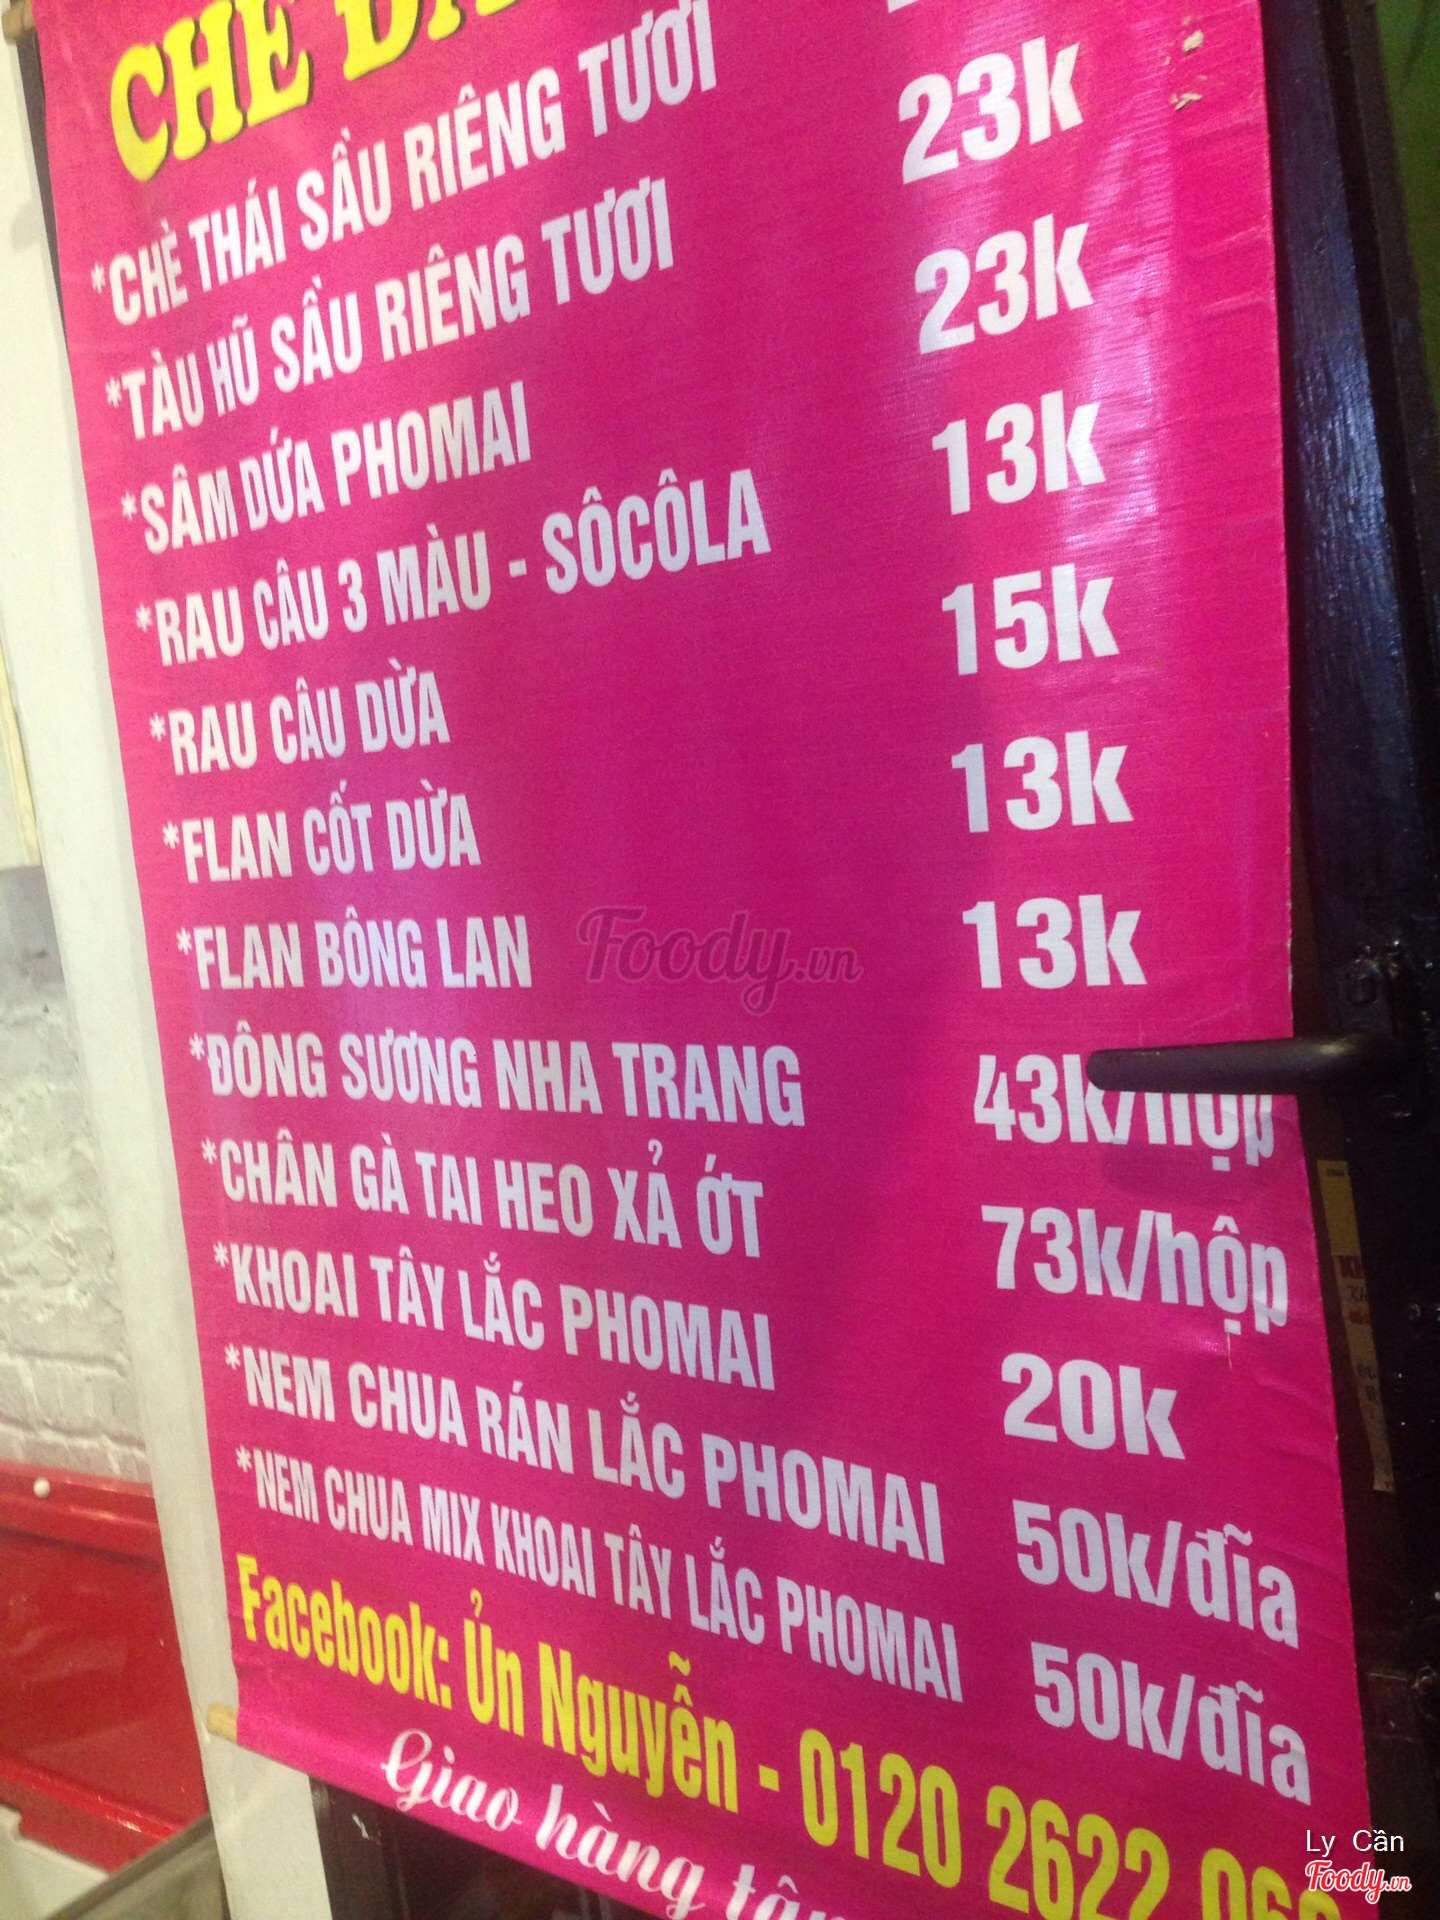 CHÈ
*CHÈ THÁI SẦU RIÊNG TƯƠI
*TÀU HŨ SẦU RIÊNG TƯƠI 23k
*SÂM DỨA PHOMAI 23k
*RAU CÂU 3 MÀU - SÔCÔLA 13k
*RAU CÂU DỪA 15k
*FLAN CỐT DỪA 13k
*FLAN BÔNG LAN 13k
*ĐÔNG SƯƠNG NHA TRANG 43k/hộp
*CHÂN GÀ TAI HEO XẢ ỚT 73k/hộp
*KHOAI TÂY LẮC PHOMAI 20k
*NEM CHUA RÁN LẮC PHOMAI 50k/đĩa
*NEM CHUA MIX KHOAI TÂY LẮC PHOMAI 50k/đĩa
Facebook: Ủn Nguyễn - 0120 2622
Giao hàng
Foody.vn
Ly Cần
Foody.vn